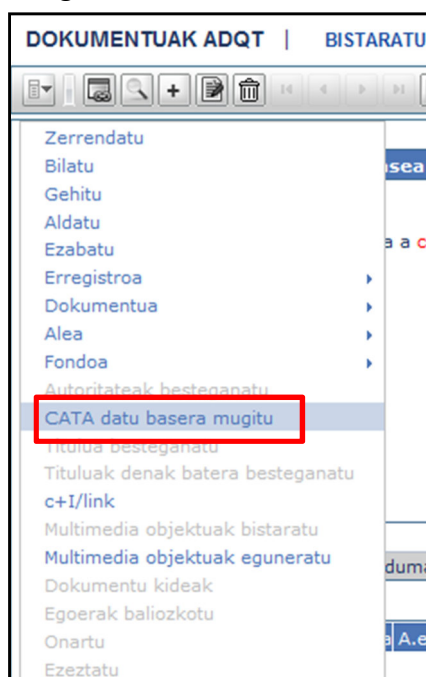 DOKUMENTUAK ADQT | BISTARATU
Zerrendatu
Bilatu
Gehitu
Aldatu
Ezabatu
a a c
Erregistroa
Dokumentua
Alea
Fondoa
Autoritateak besteganatu
CATA datu basera mugitu
Titulua besteganatu
Tituluak denak batera besteganatu
c+I/link
Multimedia objektuak bistaratu
Multimedia objektuak eguneratu
Dokumentu kideak
Egoerak baliozkotu
Onartu
A.e
Ezeztatu